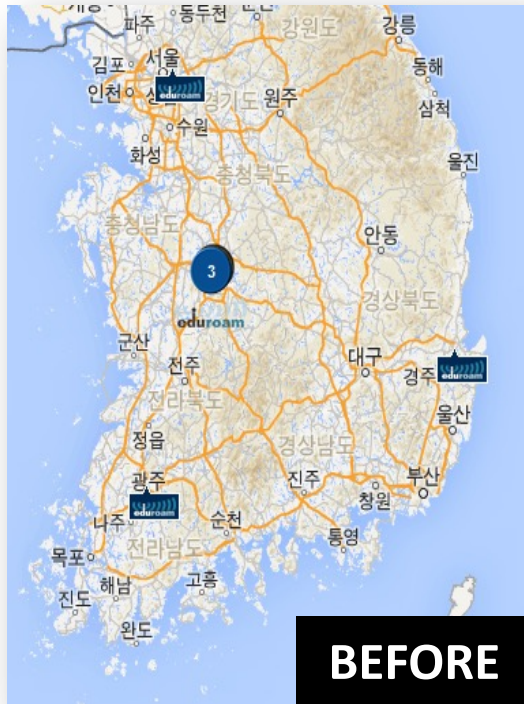 동두천
파주
강원도
강릉
김포
서울
동해
인천
eduroam
경기도
원주
삼척
수원
화성
울진
충청북도
충청남도
안동
3
경상북도
eduroam
군산
대구
전주
경주
eduroam
전라북도
울산
정읍
경상남도
광주
진주
부산
eduroam
창원
나주
순천
통영
목포
전라남도
해남
고흥
진도
완도
BEFORE